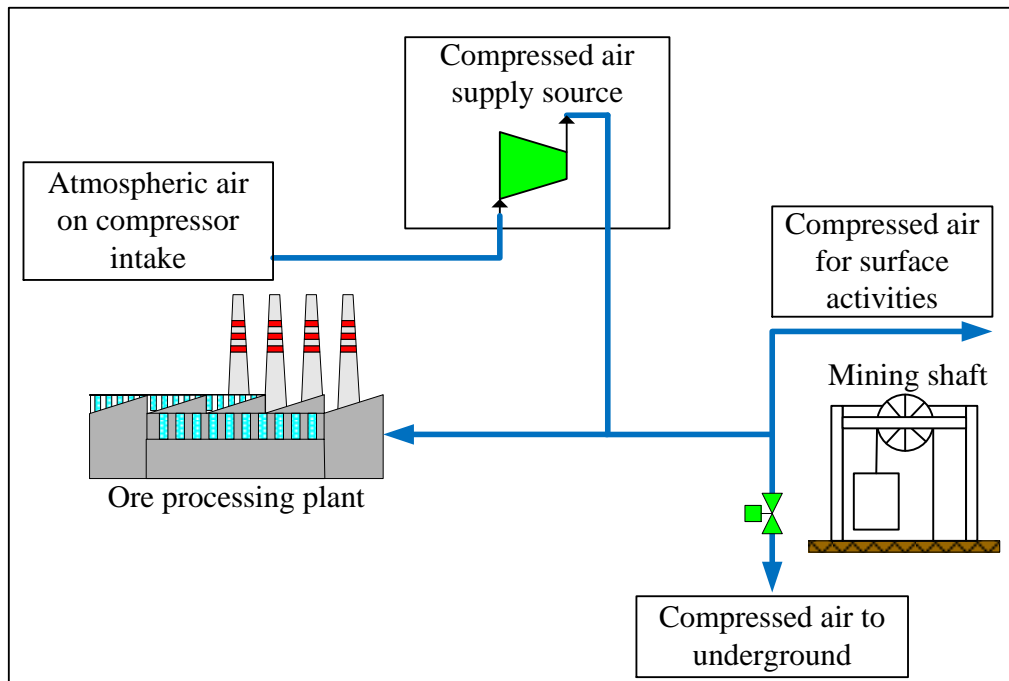 Compressed air
supply source
Atmospheric air
on compressor
intake
Compressed air
for surface
activities
Mining shaft
Ore processing plant
Compressed air to
underground